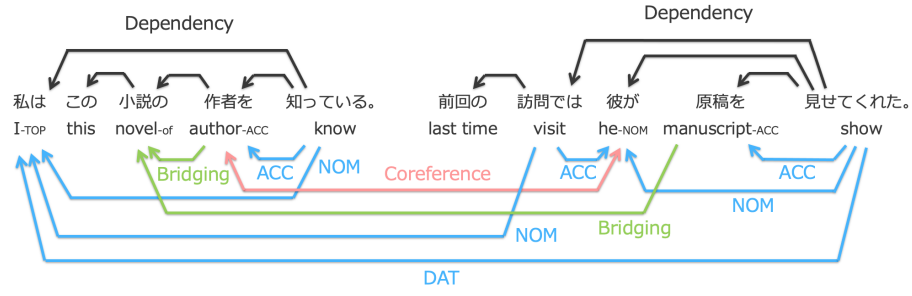 Dependency Dependency
私は この 小説の 作者を 知っている。 前回の 訪問では 彼が 原稿を 見せてくれた。
I-TOP this novel-of author-ACC know last time visit he-NOM manuscript-ACC show
Bridging ACC NOM Coreference ACC ACC
NOM
Bridging
NOM
DAT